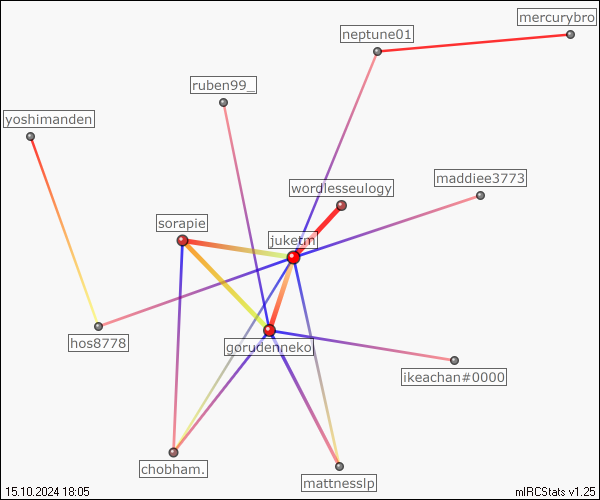 mercurybro
neptune01
ruben99_
yoshimanden
maddiee3773
wordlesseulogy
sorapie
juketm
hos8778
gorudenneko
ikeachan#0000
chobham.
mattnesslp
15.10.2024 18:05
mIRCStats v1.25